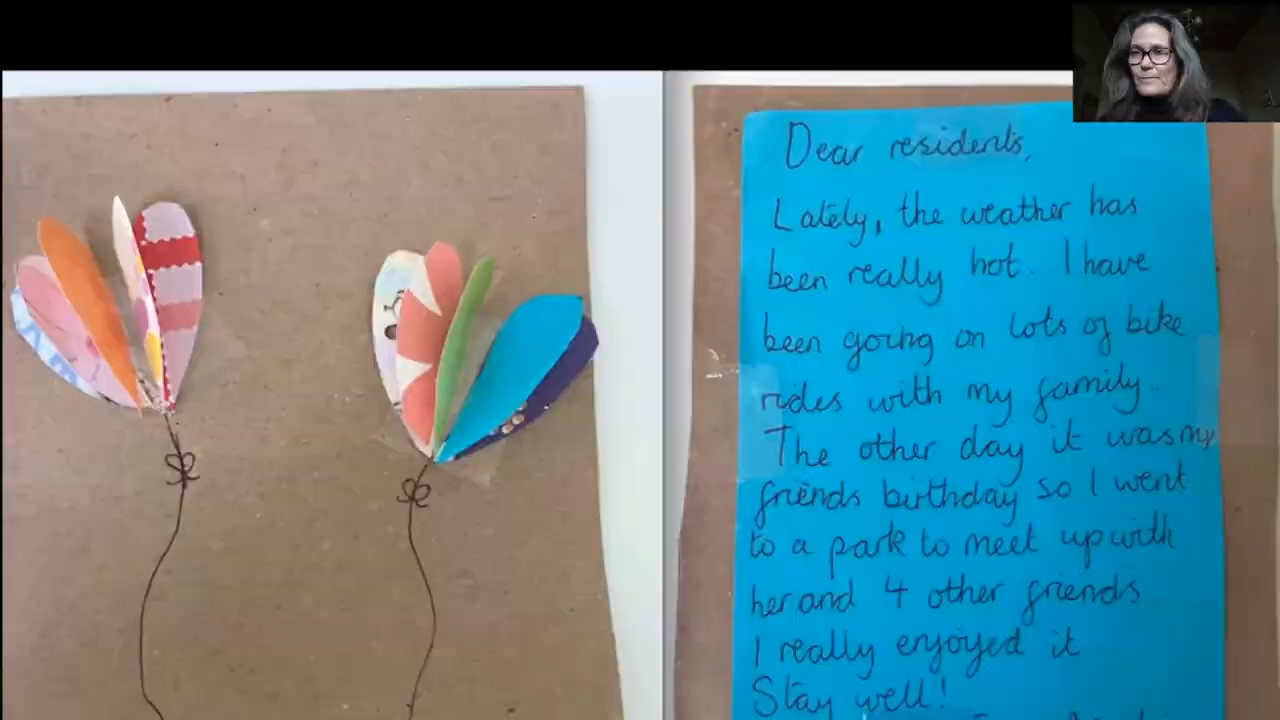 Dear residents,
Lately, the weather has
been really hot. I have
been going on lots of bike
rides with my family.
The other day it was my
friends birthday so I went
to a park to meet up with
her and 4 other friends.
I really enjoyed it
Stay well!